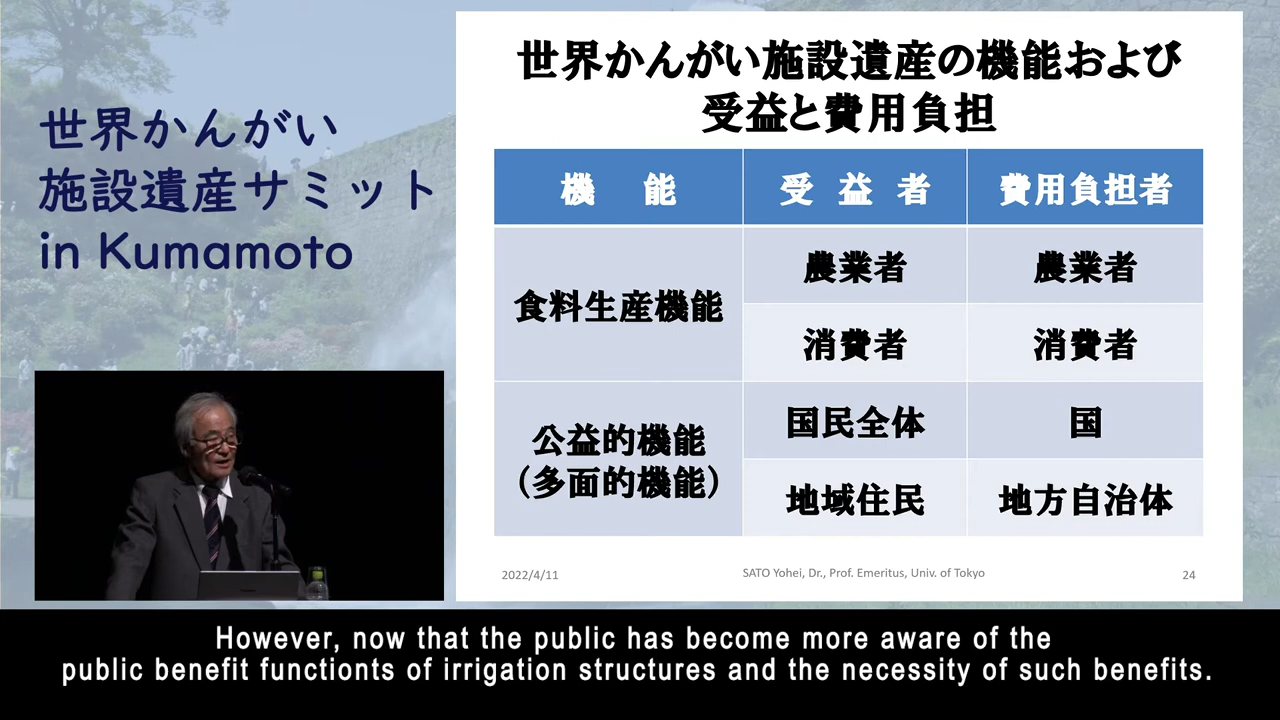 世界かんがい
施設遺産サミット
in Kumamoto
世界かんがい施設遺産の機能および
受益と費用負担
機 能 受 益 者 費用負担者
食料生産機能 農業者 農業者
消費者 消費者
公益的機能
（多面的機能） 国民全体 国
地域住民 地方自治体
2022/4/11 SATO Yohei, Dr., Prof. Emeritus, Univ. of Tokyo 24
However, now that the public has become more aware of the
public benefit functionts of irrigation structures and the necessity of such benefits.